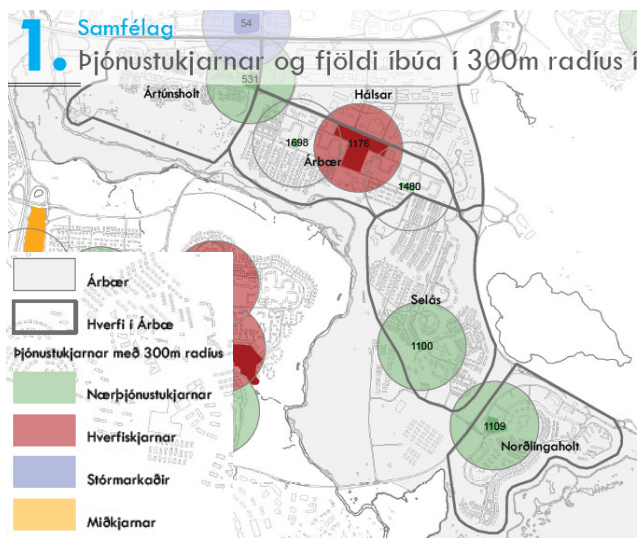 1. Samfélag
Þjónustukjarnar og fjöldi íbúa í 300m radíus í
54
531
Ártúnsholt
Hálsar
1698
1176
Árbær
1480
Selás
1100
1109
Norðlingaholt
Árbær
Hverfi í Árbæ
Þjónustukjarnar með 300m radíus
Nærþjónustukjarnar
Hverfiskjarnar
Stórmarkaðir
Miðkjarnar